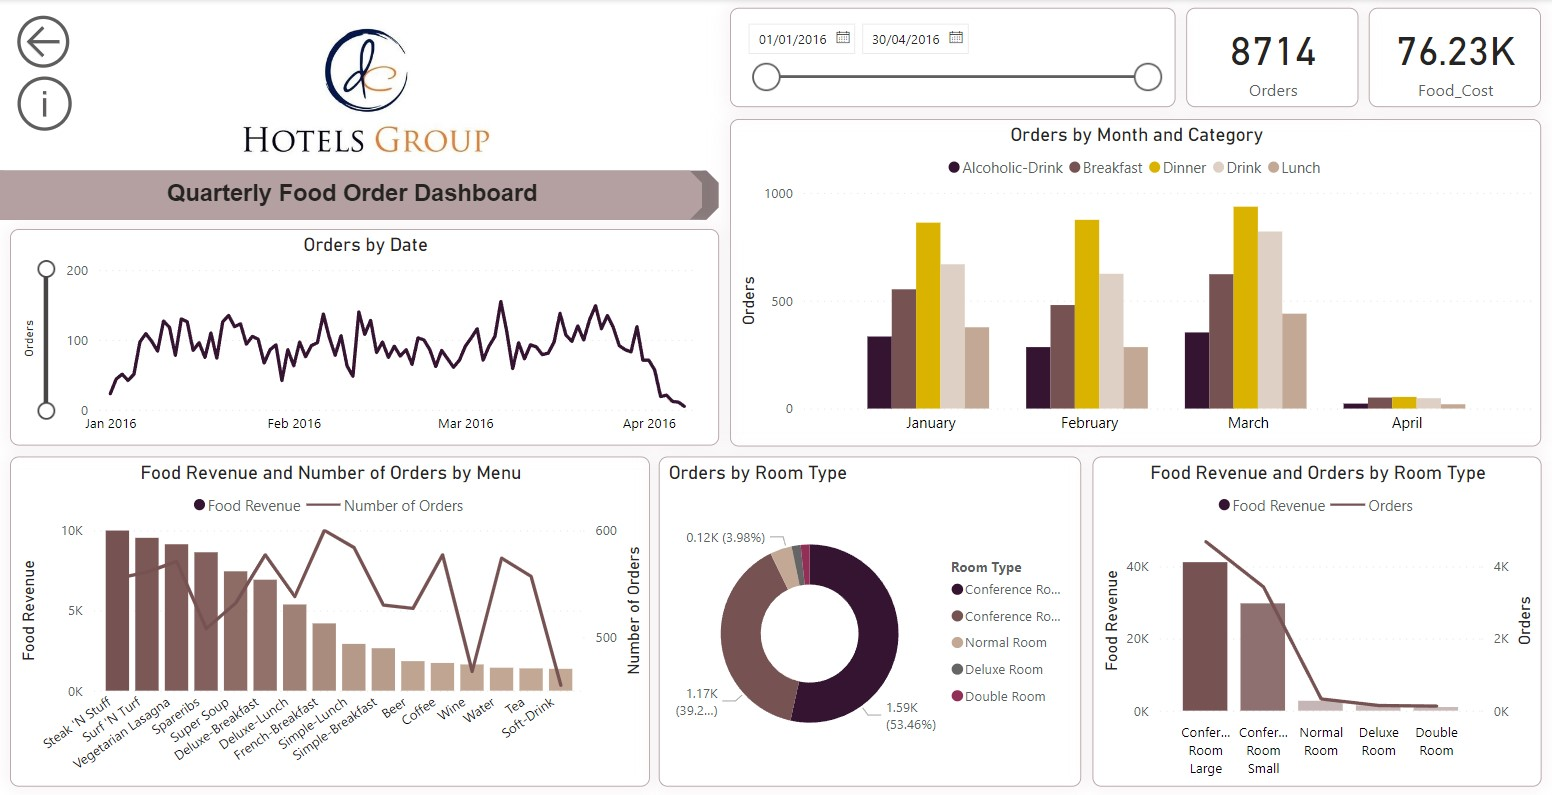 dc
HOTELS GROUP
Quarterly Food Order Dashboard
01/01/2016
30/04/2016
8714
Orders
76.23K
Food_Cost
Orders by Date
Orders
200
100
0
Jan 2016 Feb 2016 Mar 2016 Apr 2016
Orders by Month and Category
Alcoholic-Drink Breakfast Dinner Drink Lunch
Orders
1000
500
0
January February March April
Food Revenue and Number of Orders by Menu
Food Revenue Number of Orders
Food Revenue
10K
5K
0K
600
500
Number of Orders
Steak 'N Stuff
Surf 'N Turf
Vegetarian Lasagna
Spareribs
Super Soup
Deluxe-Breakfast
Deluxe-Lunch
French-Breakfast
Simple-Lunch
Simple-Breakfast
Beer
Coffee
Wine
Water
Tea
Soft-Drink
Orders by Room Type
0.12K (3.98%)
1.17K
(39.2...)
1.59K
(53.46%)
Room Type
Conference Ro...
Conference Ro...
Normal Room
Deluxe Room
Double Room
Food Revenue and Orders by Room Type
Food Revenue Orders
Food Revenue
40K
20K
0K
4K
2K
0K
Orders
Confer...
Room
Large
Confer...
Room
Small
Normal
Room
Deluxe
Room
Double
Room